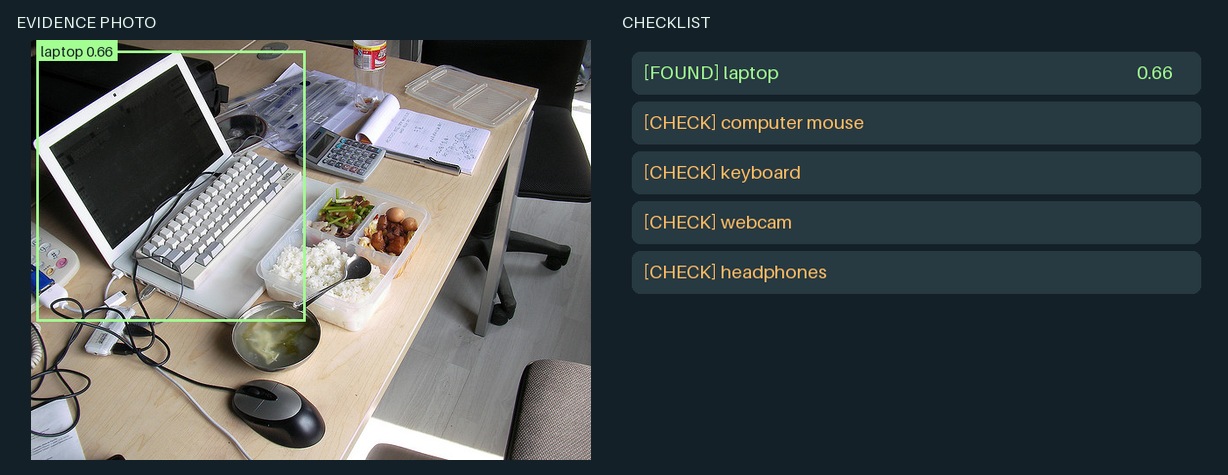 EVIDENCE PHOTO
CHECKLIST
laptop 0.66
[FOUND] laptop 0.66
[CHECK] computer mouse
[CHECK] keyboard
[CHECK] webcam
[CHECK] headphones